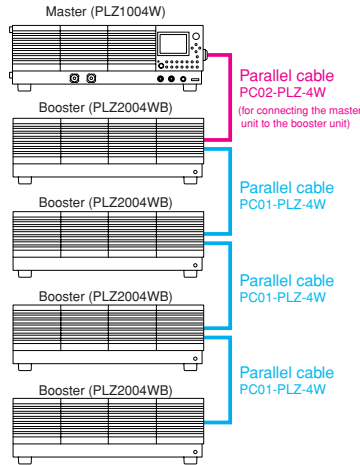 Master (PLZ1004W)
Parallel cable
PC02-PLZ-4W
(for connecting the master
unit to the booster unit)
Booster (PLZ2004WB)
Parallel cable
PC01-PLZ-4W
Booster (PLZ2004WB)
Parallel cable
PC01-PLZ-4W
Booster (PLZ2004WB)
Parallel cable
PC01-PLZ-4W
Booster (PLZ2004WB)